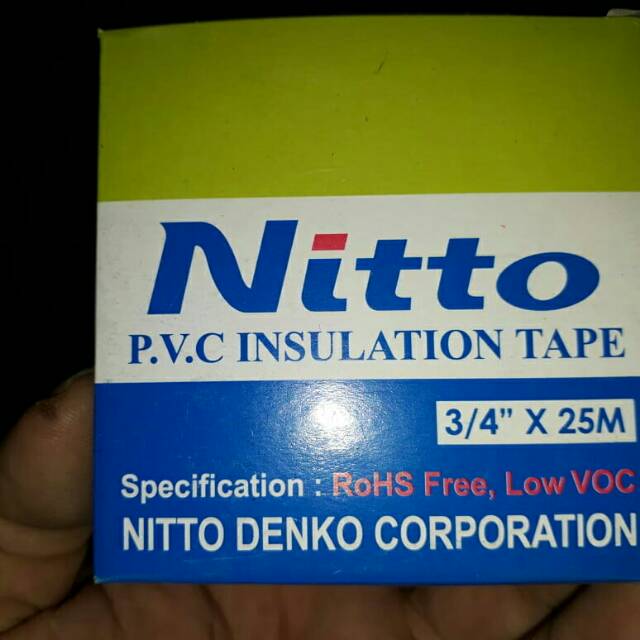 Nitto
P.V.C INSULATION TAPE
3/4" X 25M
Specification : RoHS Free, Low VOC
NITTO DENKO CORPORATION